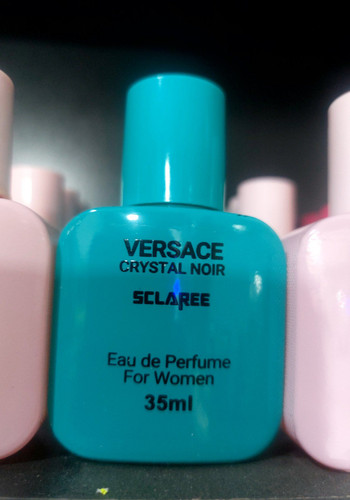 VERSACE
CRYSTAL NOIR
SCLAREE
Eau de Perfume
For Women
35ml